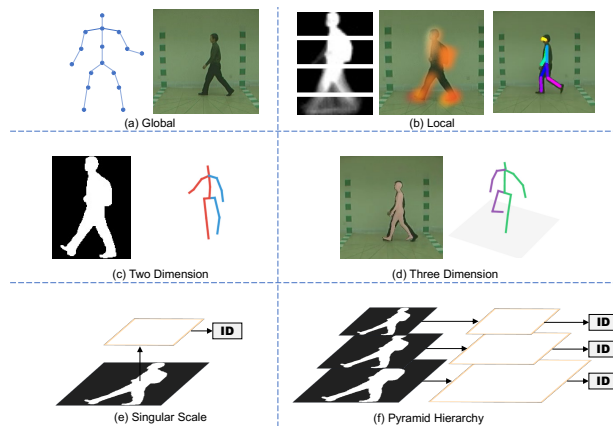 (a) Global
(b) Local
(c) Two Dimension
(d) Three Dimension
ID
(e) Singular Scale
ID
ID
ID
(f) Pyramid Hierarchy